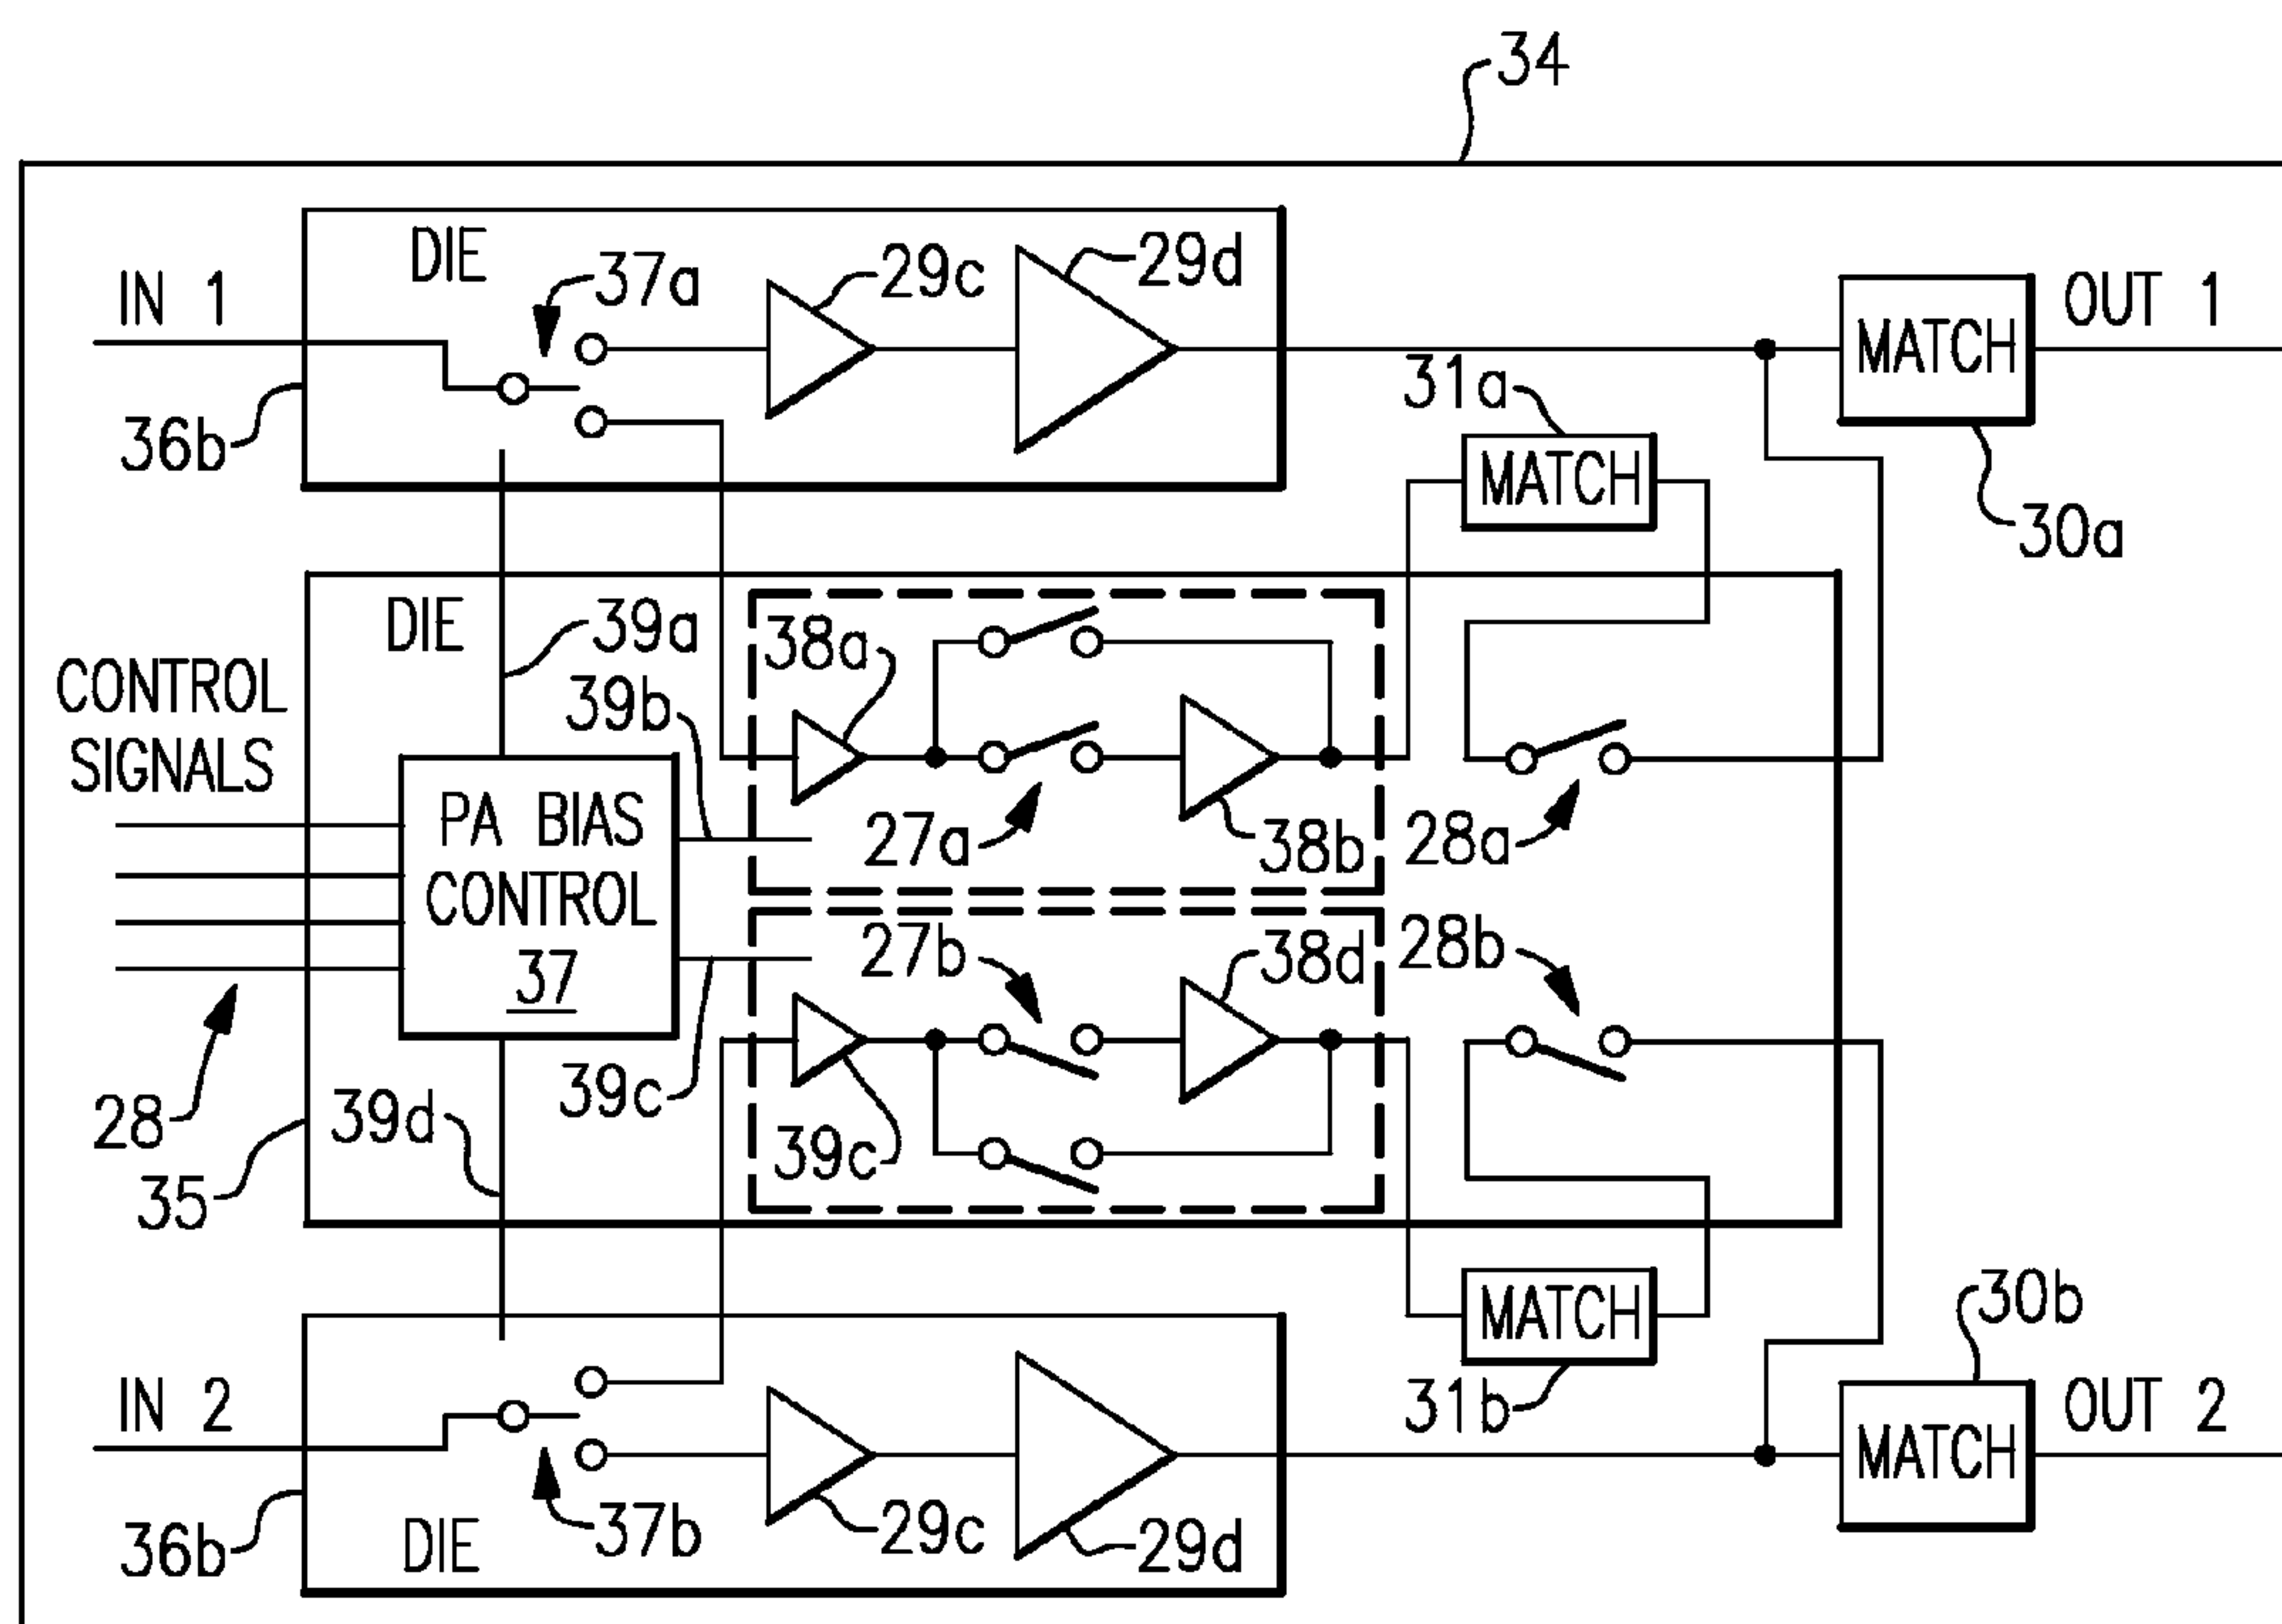 34
DIE
37a
29c
29d
IN 1
OUT 1
MATCH
36b
31a
MATCH
30a
DIE
39a
38a
CONTROL
SIGNALS
39b
PA BIAS
CONTROL
37
27a
38b
28a
27b
38d
28b
39c
28
39d
39c
35
MATCH
30b
31b
IN 2
OUT 2
MATCH
36b
DIE
37b
29c
29d